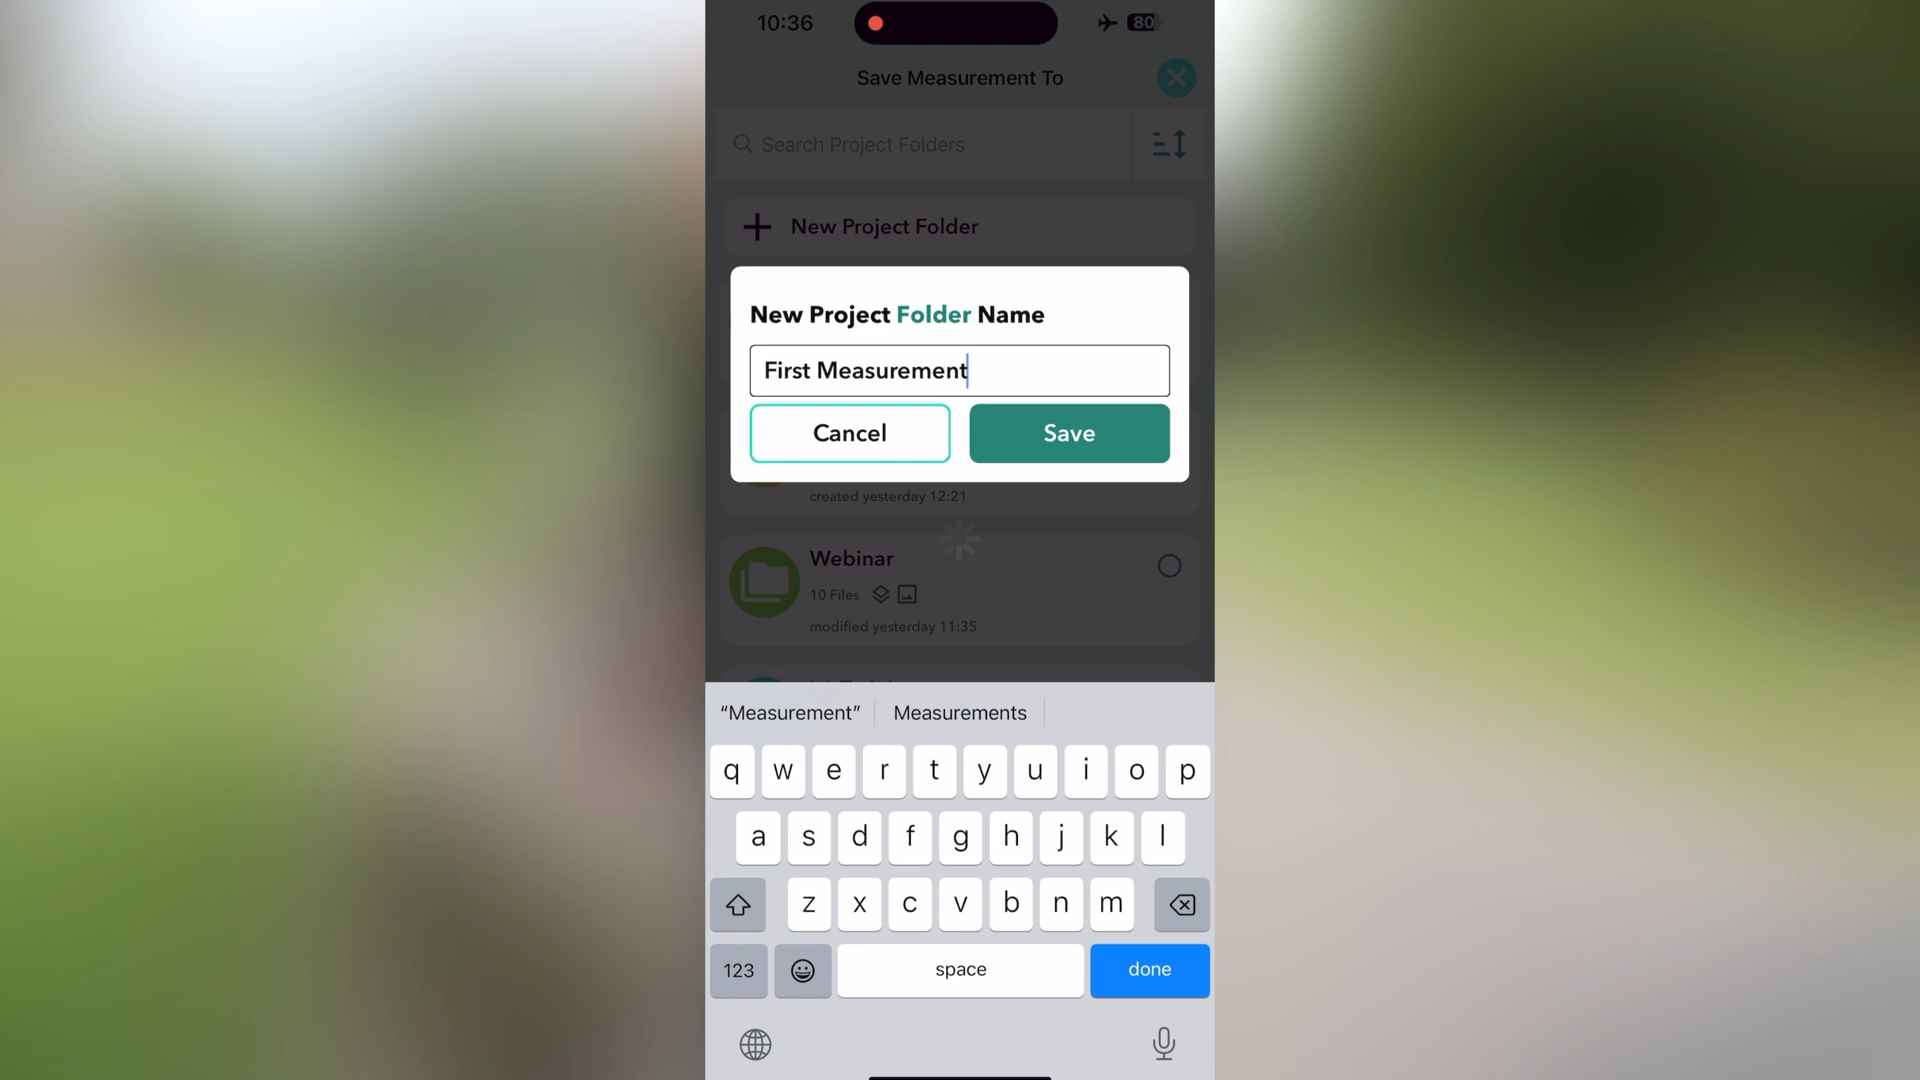 10:36
80
Save Measurement To
Search Project Folders
New Project Folder
New Project Folder Name
First Measurement
Cancel
Save
created yesterday 12:21
Webinar
10 Files
modified yesterday 11:35
“Measurement”
Measurements
q w e r t y u i o p
a s d f g h j k l
z x c v b n m
123
space
done